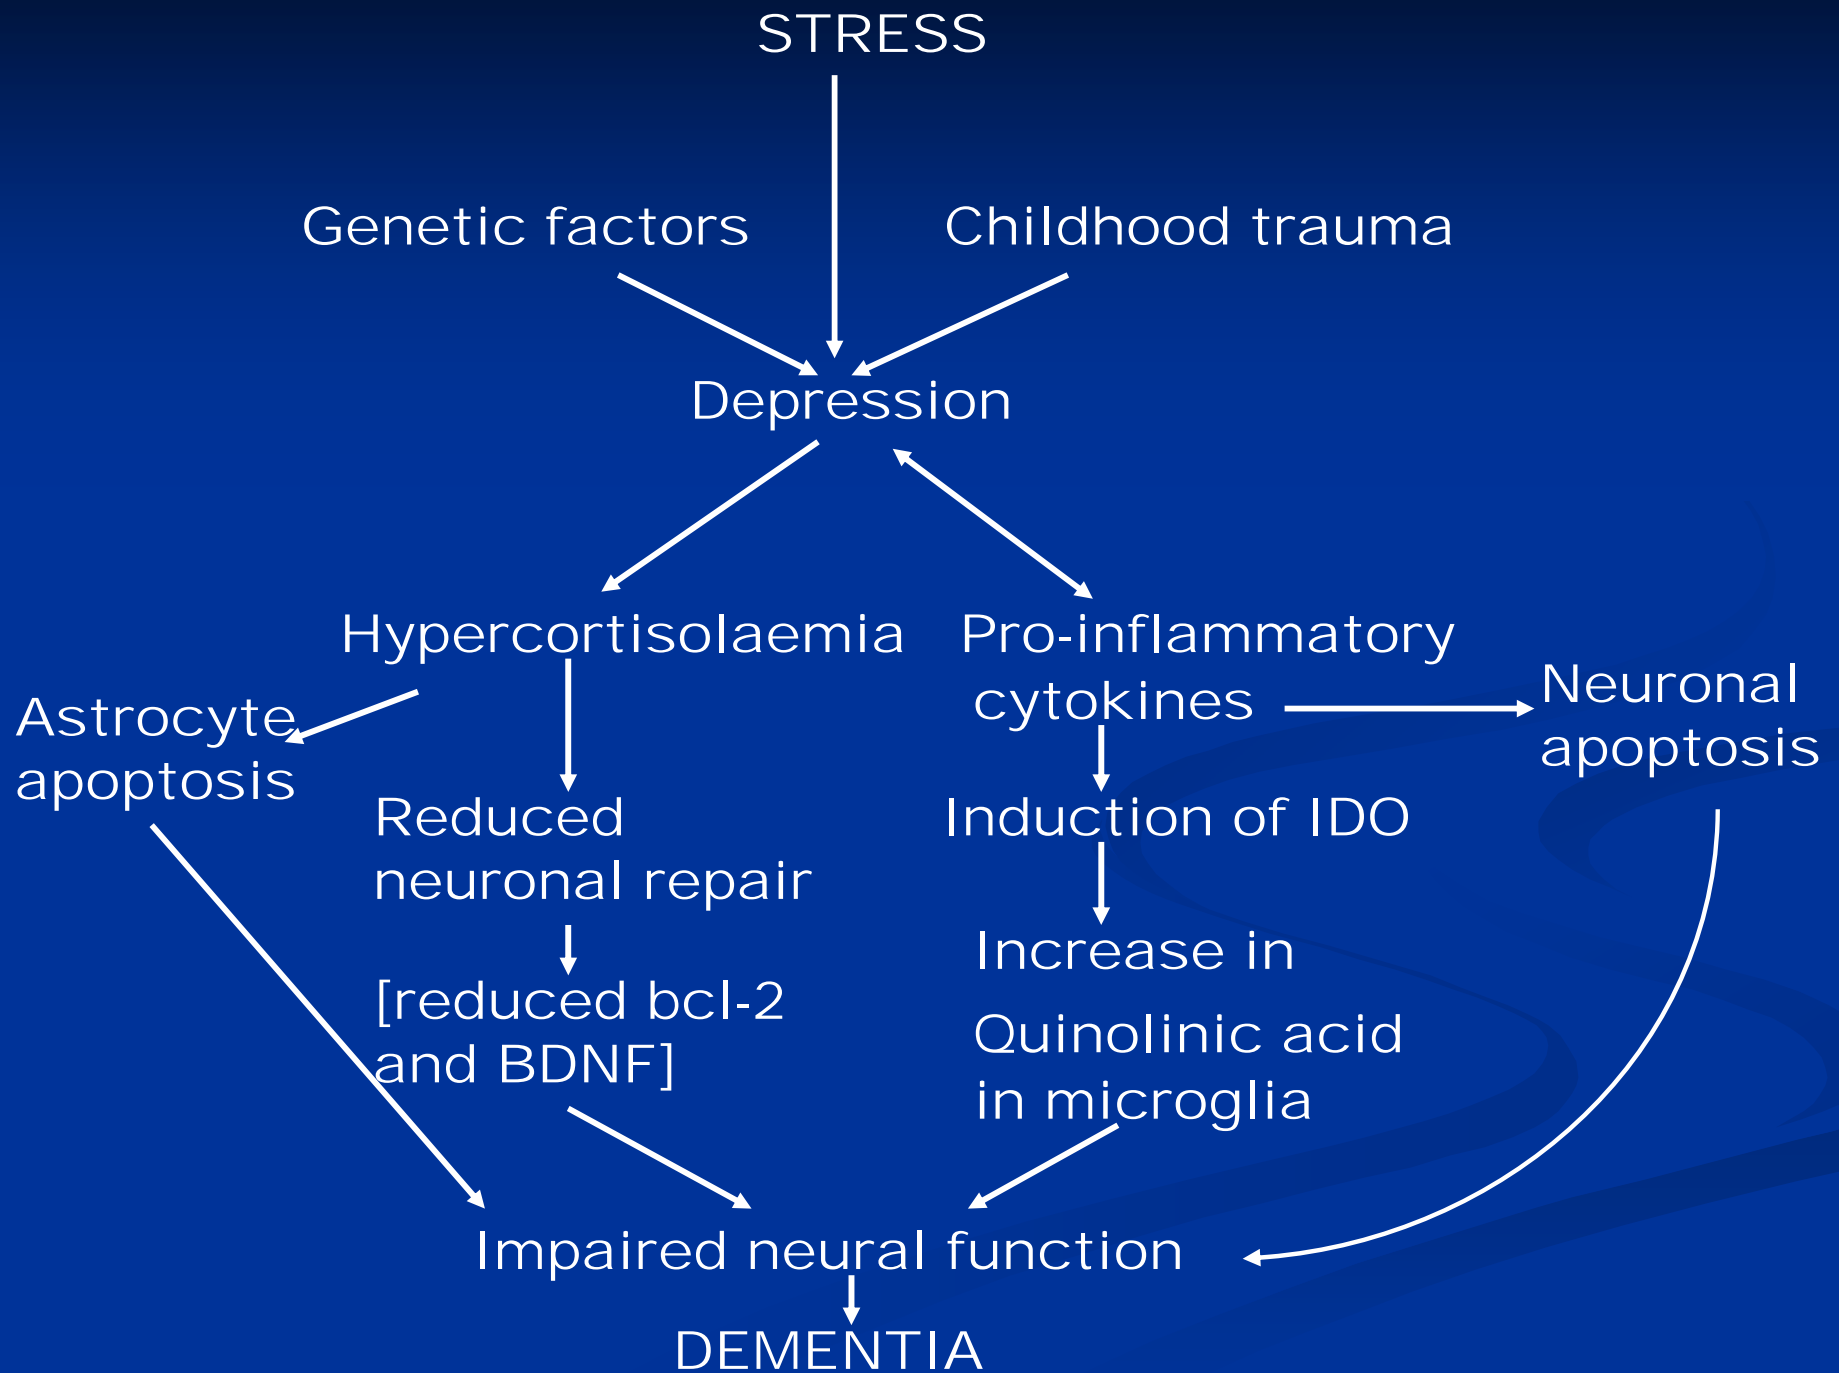 STRESS
Genetic factors
Childhood trauma
Depression
Hypercortisolaemia
Pro-inflammatory
cytokines
Neuronal
apoptosis
Astrocyte
apoptosis
Reduced
neuronal repair
Induction of IDO
[reduced bcl-2
and BDNF]
Increase in
Quinolinic acid
in microglia
Impaired neural function
DEMENTIA